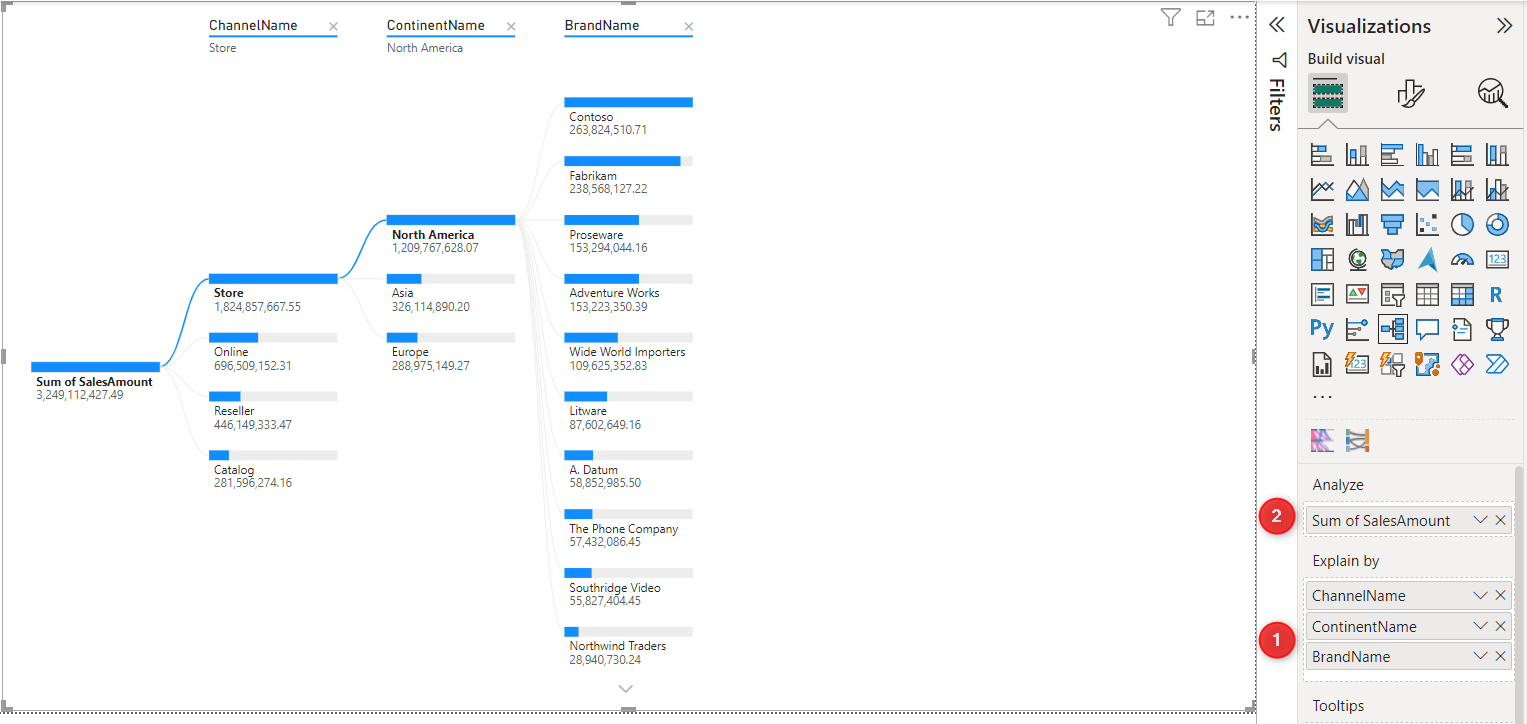 ChannelName
Store
ContinentName
North America
BrandName
Sum of SalesAmount
3,249,112,427.49
Store
1,824,857,667.55
Online
696,509,152.31
Reseller
446,149,333.47
Catalog
281,596,274.16
North America
1,209,767,628.07
Asia
326,114,890.20
Europe
288,975,149.27
Contoso
263,824,510.71
Fabrikam
238,568,127.22
Proseware
153,294,044.16
Adventure Works
153,223,350.39
Wide World Importers
109,625,352.83
Litware
87,602,649.16
A. Datum
58,852,985.50
The Phone Company
57,432,086.45
Southridge Video
55,827,404.45
Northwind Traders
28,940,730.24
Filters
Visualizations
Build visual
123
R
Py
123
Analyze
2
Sum of SalesAmount
Explain by
ChannelName
ContinentName
1
BrandName
Tooltips